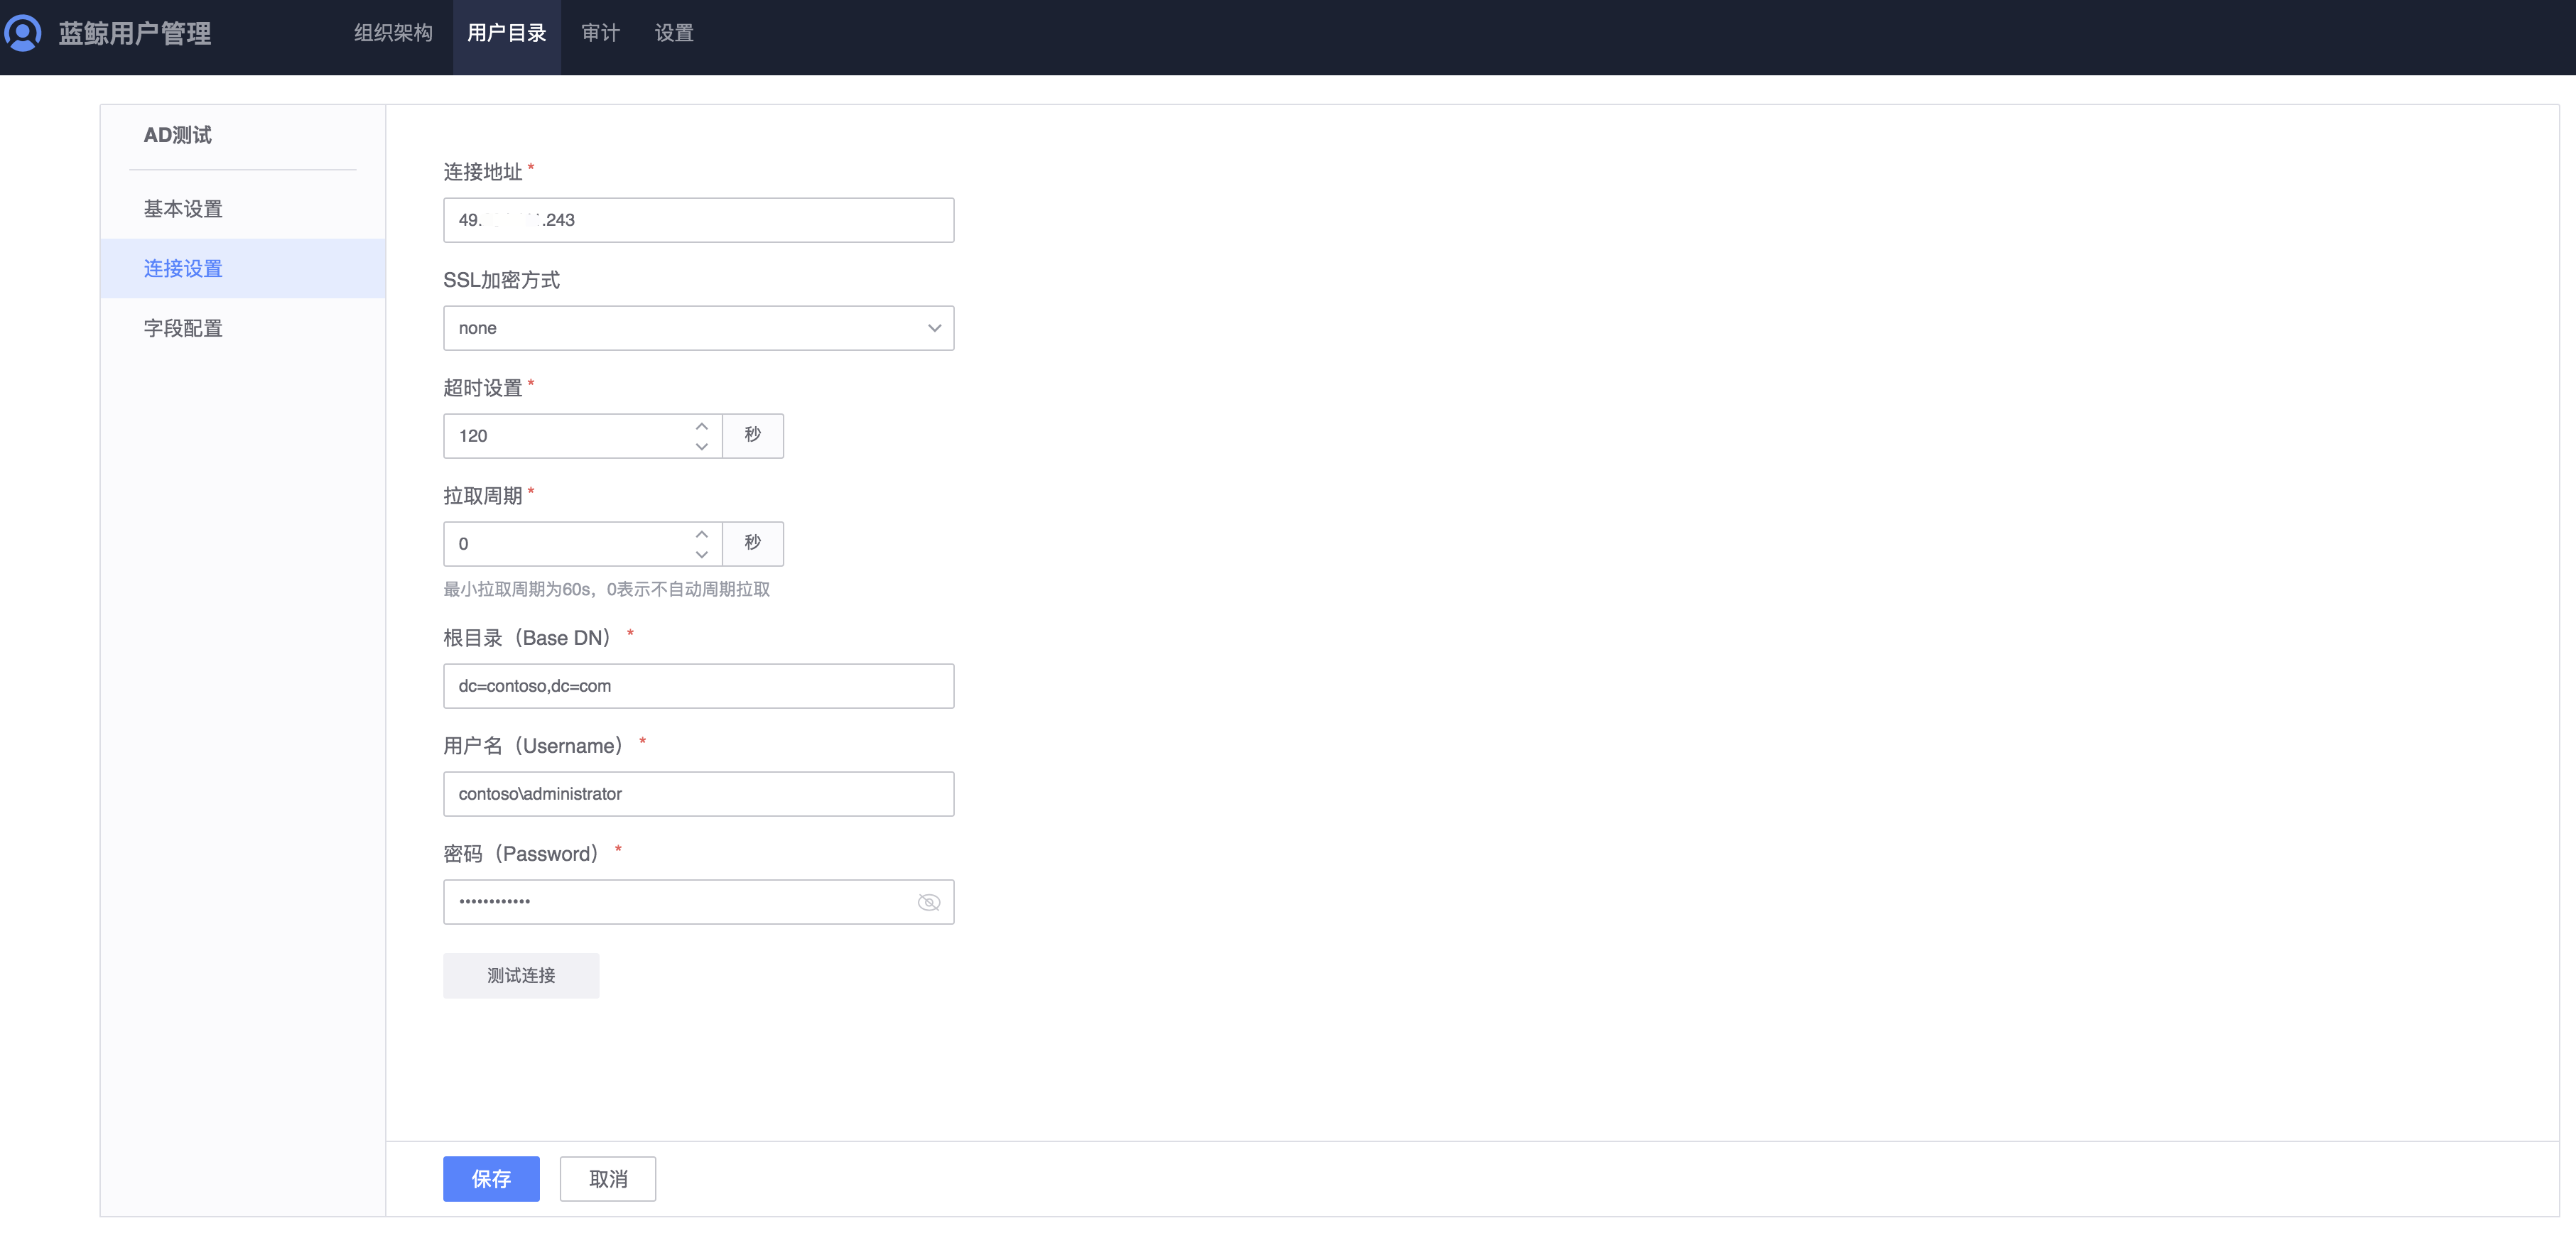 蓝鲸用户管理
组织架构
用户目录
审计
设置
AD测试
基本设置
连接设置
字段配置
连接地址 *
49. .243
SSL加密方式
none
超时设置 *
120
秒
拉取周期 *
0
秒
最小拉取周期为60s，0表示不自动周期拉取
根目录（Base DN） *
dc=contoso,dc=com
用户名（Username） *
contoso\administrator
密码（Password） *
••••••••••••
测试连接
保存
取消